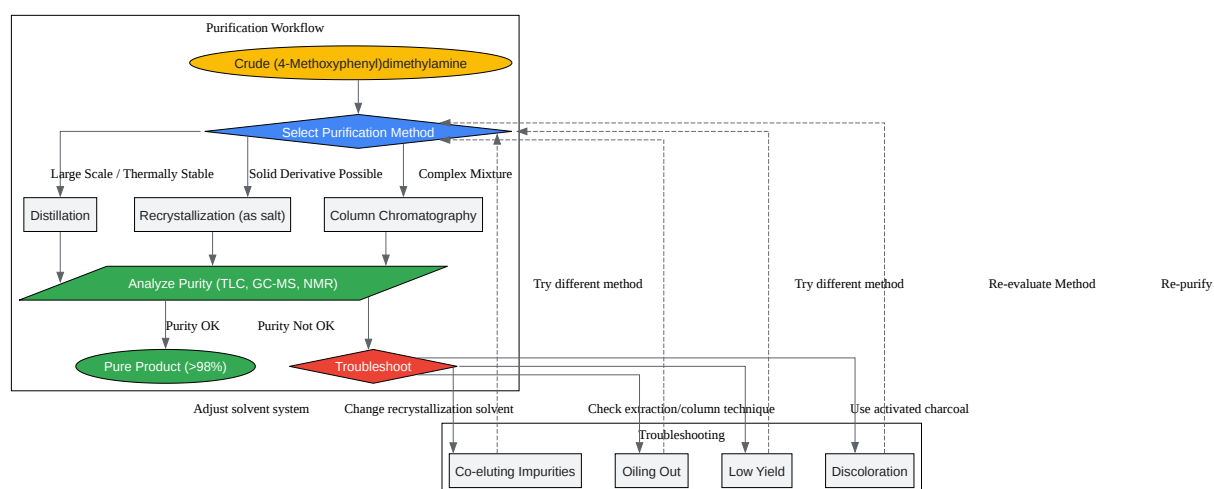 Purification Workflow
Crude (4-Methoxyphenyl)dimethylamine
Select Purification Method
Large Scale / Thermally Stable
Solid Derivative Possible
Complex Mixture
Distillation
Recrystallization (as salt)
Column Chromatography
Analyze Purity (TLC, GC-MS, NMR)
Try different method
Try different method
Re-evaluate Method
Re-purify
Purity OK
Purity Not OK
Pure Product (>98%)
Troubleshoot
Adjust solvent system
Change recrystallization solvent
Check extraction/column technique
Use activated charcoal
Troubleshooting
Co-eluting Impurities
Oiling Out
Low Yield
Discoloration